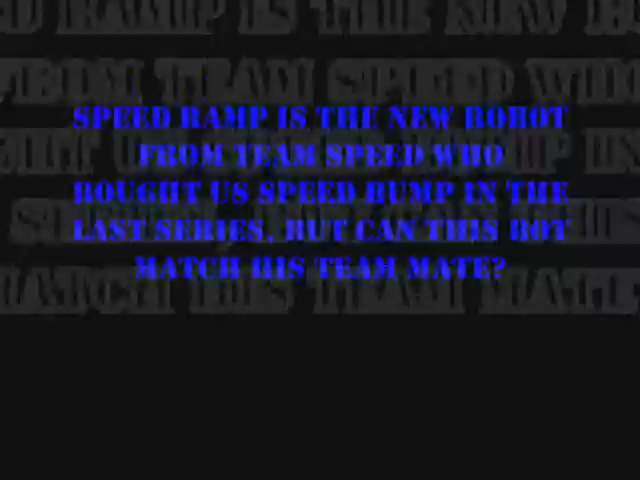 SPEED RAMP IS THE NEW ROBOT
FROM TEAM SPEED WHO
BOUGHT US SPEED BUMP IN THE
LAST SERIES, BUT CAN THIS BOT
MATCH HIS TEAM MATE?